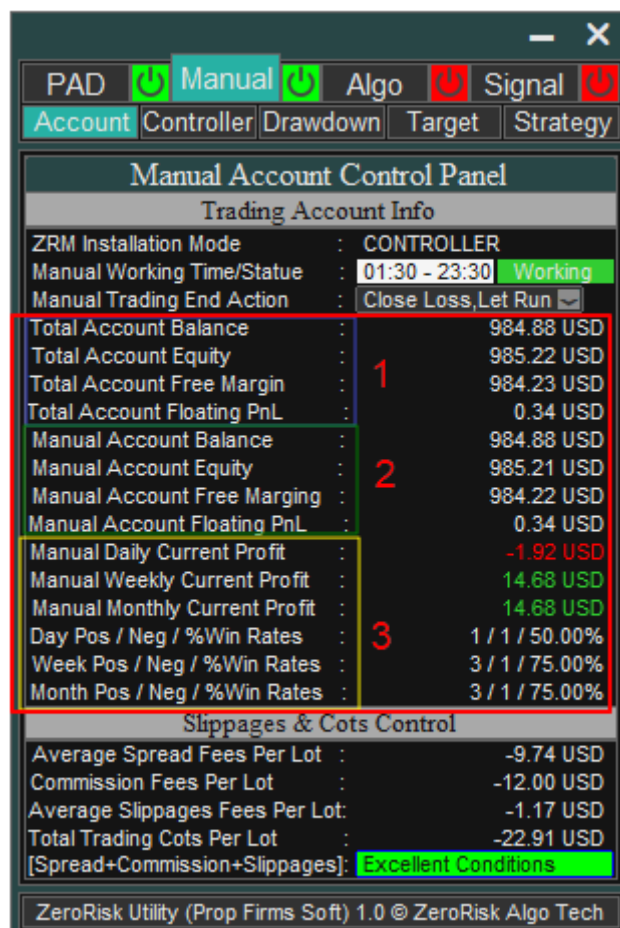 PAD Manual Algo Signal
Account Controller Drawdown Target Strategy
Manual Account Control Panel
Trading Account Info
ZRM Installation Mode : CONTROLLER
Manual Working Time/Statue : 01:30 - 23:30 Working
Manual Trading End Action : Close Loss,Let Run
Total Account Balance : 984.88 USD
Total Account Equity : 985.22 USD
Total Account Free Margin : 984.23 USD
1
Total Account Floating PnL : 0.34 USD
Manual Account Balance : 984.88 USD
Manual Account Equity : 985.21 USD
2
Manual Account Free Marging : 984.22 USD
Manual Account Floating PnL : 0.34 USD
Manual Daily Current Profit : -1.92 USD
Manual Weekly Current Profit : 14.68 USD
Manual Monthly Current Profit : 14.68 USD
Day Pos / Neg / %Win Rates : 1 / 1 / 50.00%
3
Week Pos / Neg / %Win Rates : 3 / 1 / 75.00%
Month Pos / Neg / %Win Rates : 3 / 1 / 75.00%
Slippages & Cots Control
Average Spread Fees Per Lot : -9.74 USD
Commission Fees Per Lot : -12.00 USD
Average Slippages Fees Per Lot: -1.17 USD
Total Trading Cots Per Lot : -22.91 USD
[Spread+Commission+Slippages]: Excellent Conditions
ZeroRisk Utility (Prop Firms Soft) 1.0 © ZeroRisk Algo Tech